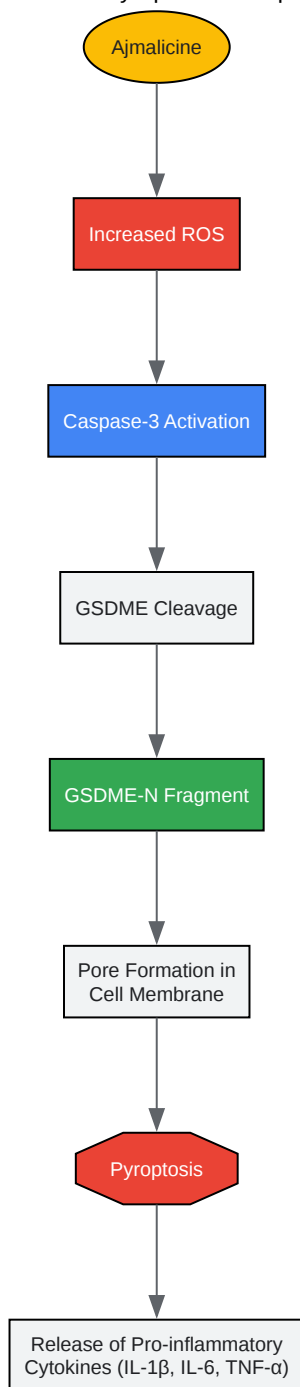 Ajmalicine
Increased ROS
Caspase-3 Activation
GSDME Cleavage
GSDME-N Fragment
Pore Formation in
Cell Membrane
Pyroptosis
Release of Pro-inflammatory
Cytokines (IL-1β, IL-6, TNF-α)